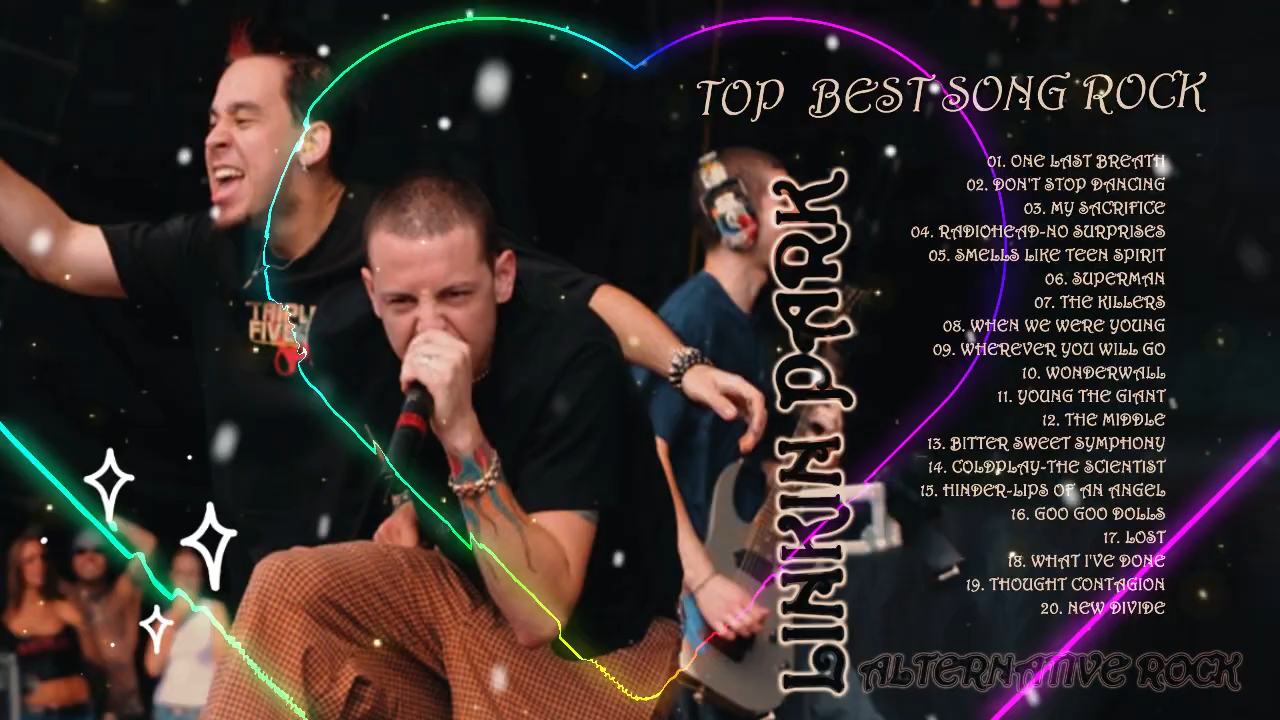 TOP BEST SONG ROCK
01. ONE LAST BREATH
02. DON'T STOP DANCING
03. MY SACRIFICE
04. RADIOHEAD-NO SURPRISES
05. SMELLS LIKE TEEN SPIRIT
06. SUPERMAN
07. THE KILLERS
08. WHEN WE WERE YOUNG
09. WHEREVER YOU WILL GO
10. WONDERWALL
11. YOUNG THE GIANT
12. THE MIDDLE
13. BITTER SWEET SYMPHONY
14. COLDPLAY-THE SCIENTIST
15. HINDER-LIPS OF AN ANGEL
16. GOO GOO DOLLS
17. LOST
18. WHAT I'VE DONE
19. THOUGHT CONTAGION
20. NEW DIVIDE
LINKIN PARK
ALTERNATIVE ROCK
TRIPLE
FIVE